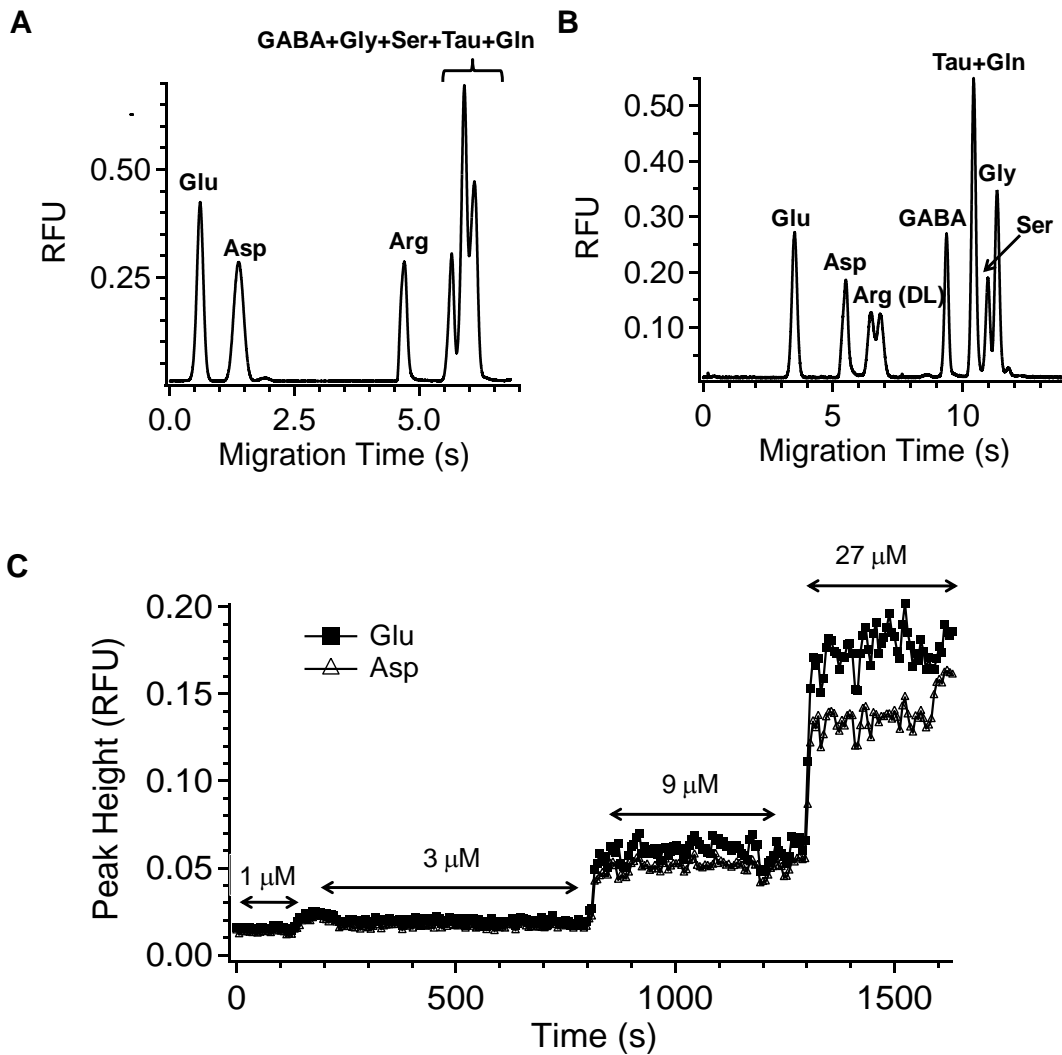 A
GABA+Gly+Ser+Tau+Gln
RFU
0.50
0.25
Glu
Asp
Arg
0.0
2.5
5.0
Migration Time (s)
B
Tau+Gln
RFU
0.50
0.40
0.30
0.20
0.10
Glu
Asp
Arg (DL)
GABA
Gly
Ser
0
5
10
Migration Time (s)
C
Peak Height (RFU)
0.20
0.15
0.10
0.05
0.00
Glu
Asp
1 μM
3 μM
9 μM
27 μM
0
500
1000
1500
Time (s)